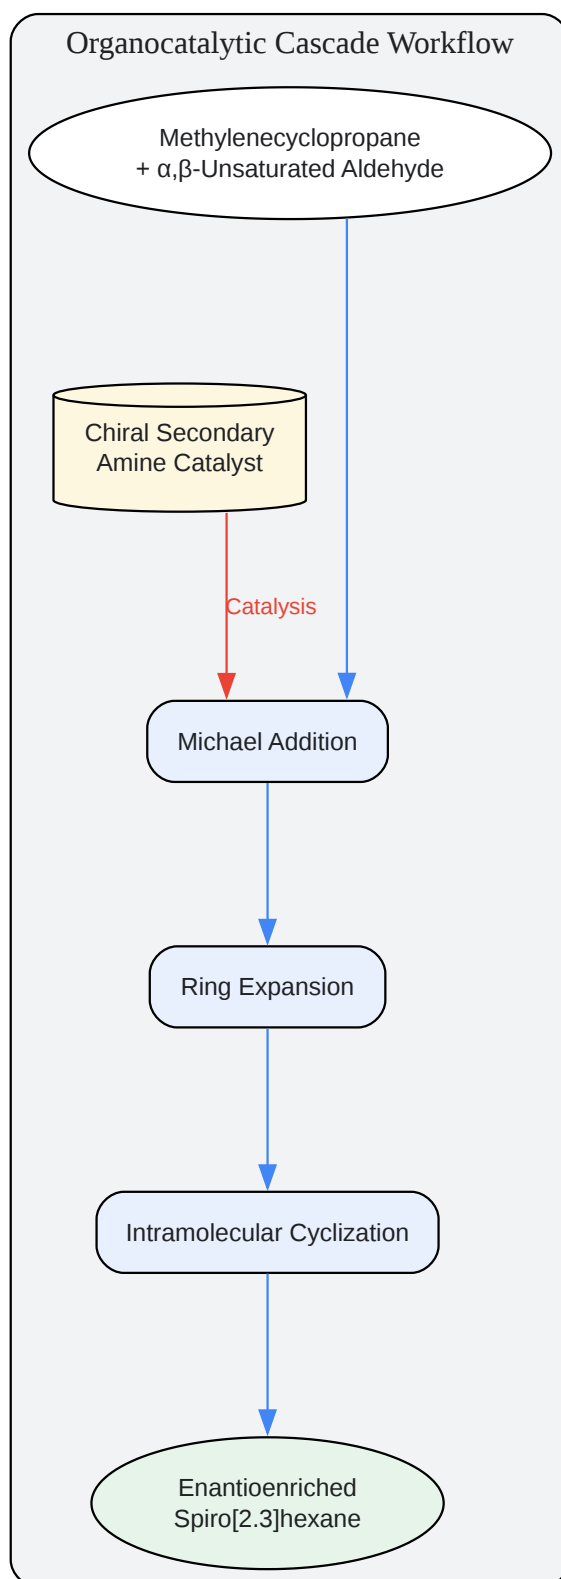 Organocatalytic Cascade Workflow
Methylenecyclopropane
+ α,β-Unsaturated Aldehyde
Chiral Secondary
Amine Catalyst
Catalysis
Michael Addition
Ring Expansion
Intramolecular Cyclization
Enantioenriched
Spiro[2.3]hexane